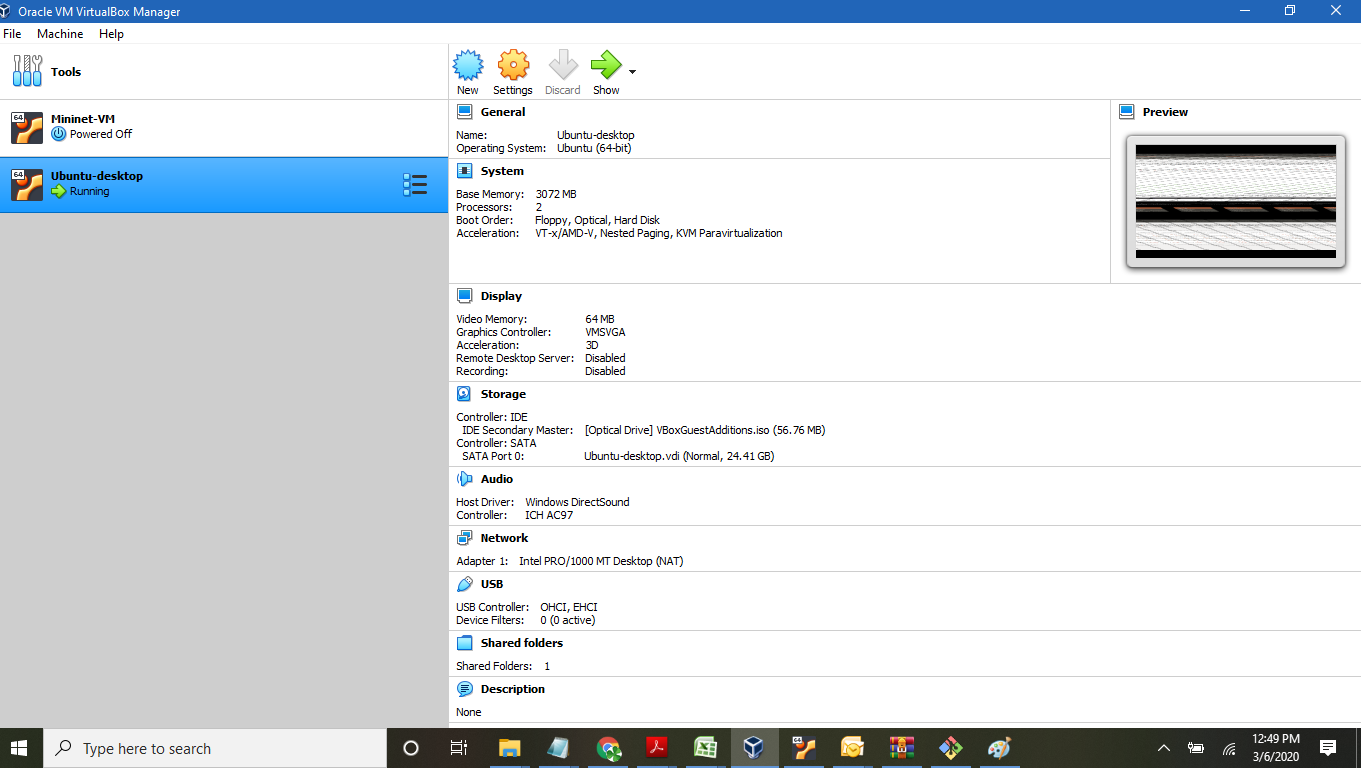 Oracle VM VirtualBox Manager
File Machine Help
Tools
New Settings Discard Show
64 Mininet-VM
Powered Off
64 Ubuntu-desktop
Running
General
Name: Ubuntu-desktop
Operating System: Ubuntu (64-bit)
Preview
System
Base Memory: 3072 MB
Processors: 2
Boot Order: Floppy, Optical, Hard Disk
Acceleration: VT-x/AMD-V, Nested Paging, KVM Paravirtualization
Display
Video Memory: 64 MB
Graphics Controller: VMSVGA
Acceleration: 3D
Remote Desktop Server: Disabled
Recording: Disabled
Storage
Controller: IDE
IDE Secondary Master: [Optical Drive] VBoxGuestAdditions.iso (56.76 MB)
Controller: SATA
SATA Port 0: Ubuntu-desktop.vdi (Normal, 24.41 GB)
Audio
Host Driver: Windows DirectSound
Controller: ICH AC97
Network
Adapter 1: Intel PRO/1000 MT Desktop (NAT)
USB
USB Controller: OHCI, EHCI
Device Filters: 0 (0 active)
Shared folders
Shared Folders: 1
Description
None
Type here to search
12:49 PM
3/6/2020